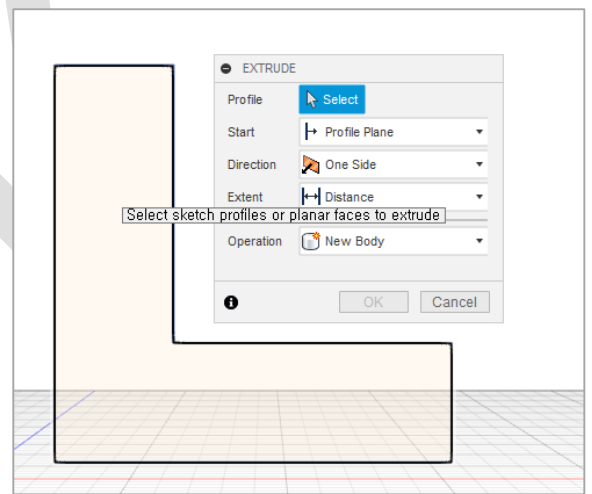 EXTRUDE
Profile Select
Start Profile Plane
Direction One Side
Extent Distance
Select sketch profiles or planar faces to extrude
Operation New Body
OK Cancel